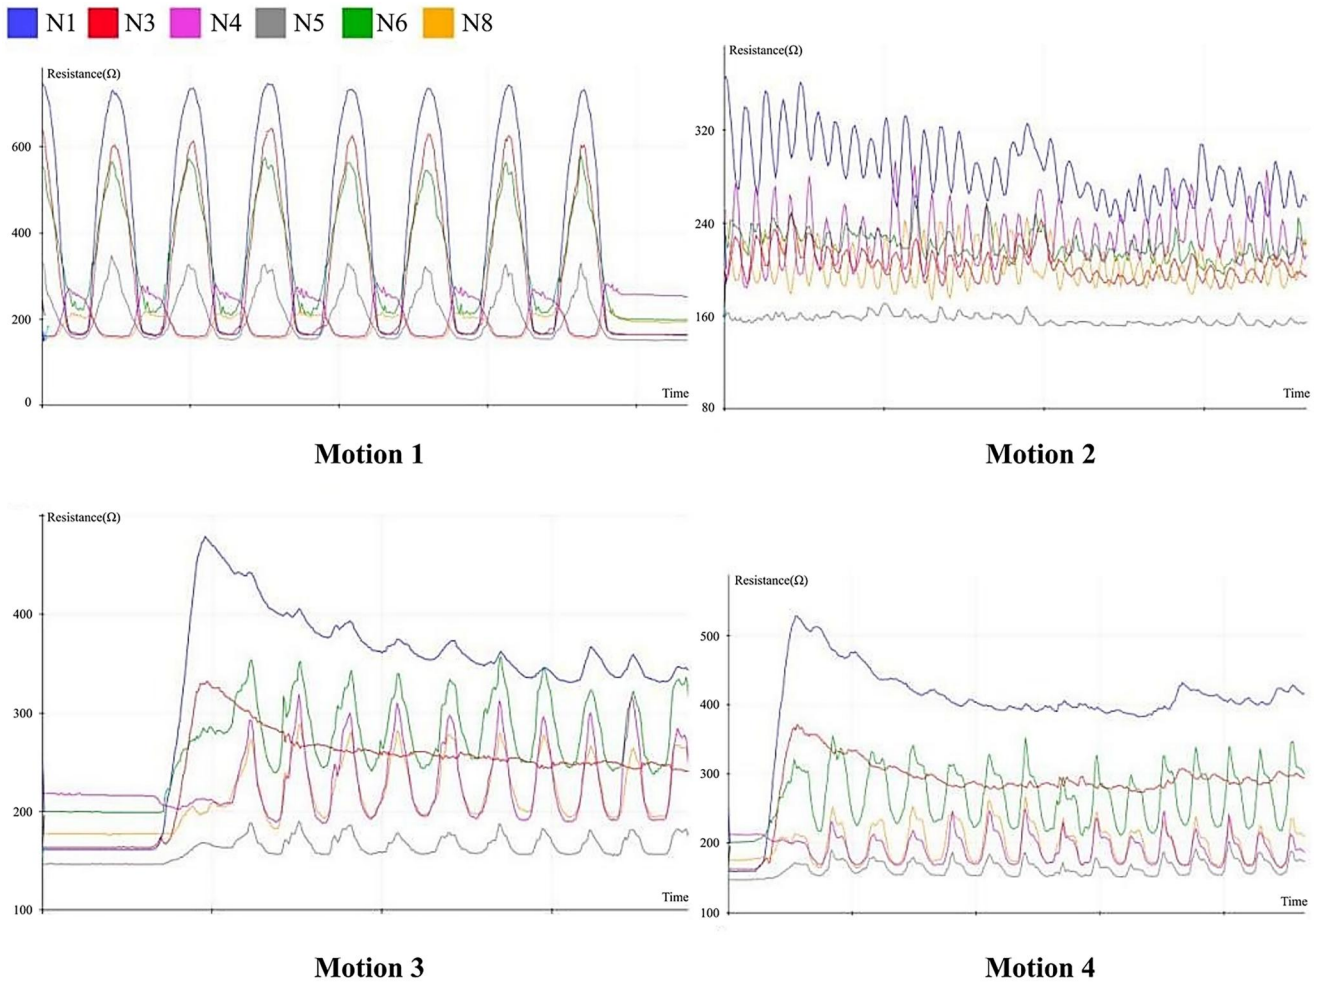 N1 N3 N4 N5 N6 N8
Resistance(Ω)
600
400
200
0
Time
Motion 1
Resistance(Ω)
320
240
160
80
Time
Motion 2
Resistance(Ω)
400
300
200
100
Time
Motion 3
Resistance(Ω)
500
400
300
200
100
Time
Motion 4